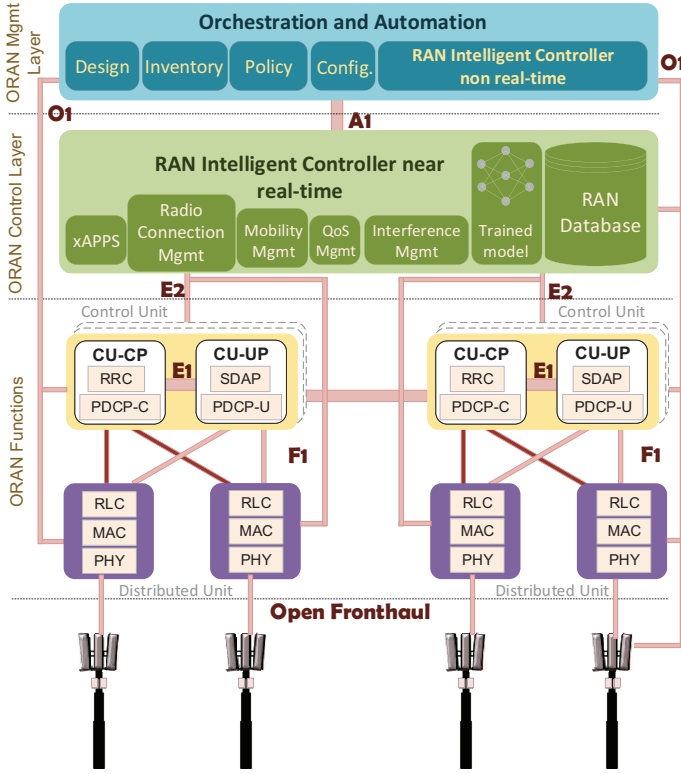 ORAN Mgmt
Layer
Orchestration and Automation
Design
Inventory
Policy
Config.
RAN Intelligent Controller
non real-time
O1
O1
A1
ORAN Control Layer
RAN Intelligent Controller near
real-time
xAPPS
Radio
Connection
Mgmt
Mobility
Mgmt
QoS
Mgmt
Interference
Mgmt
Trained
model
RAN
Database
E2
E2
ORAN Functions
Control Unit
Control Unit
CU-CP
RRC
PDCP-C
E1
CU-UP
SDAP
PDCP-U
CU-CP
RRC
PDCP-C
E1
CU-UP
SDAP
PDCP-U
F1
F1
RLC
MAC
PHY
RLC
MAC
PHY
RLC
MAC
PHY
RLC
MAC
PHY
Distributed Unit
Distributed Unit
Open Fronthaul